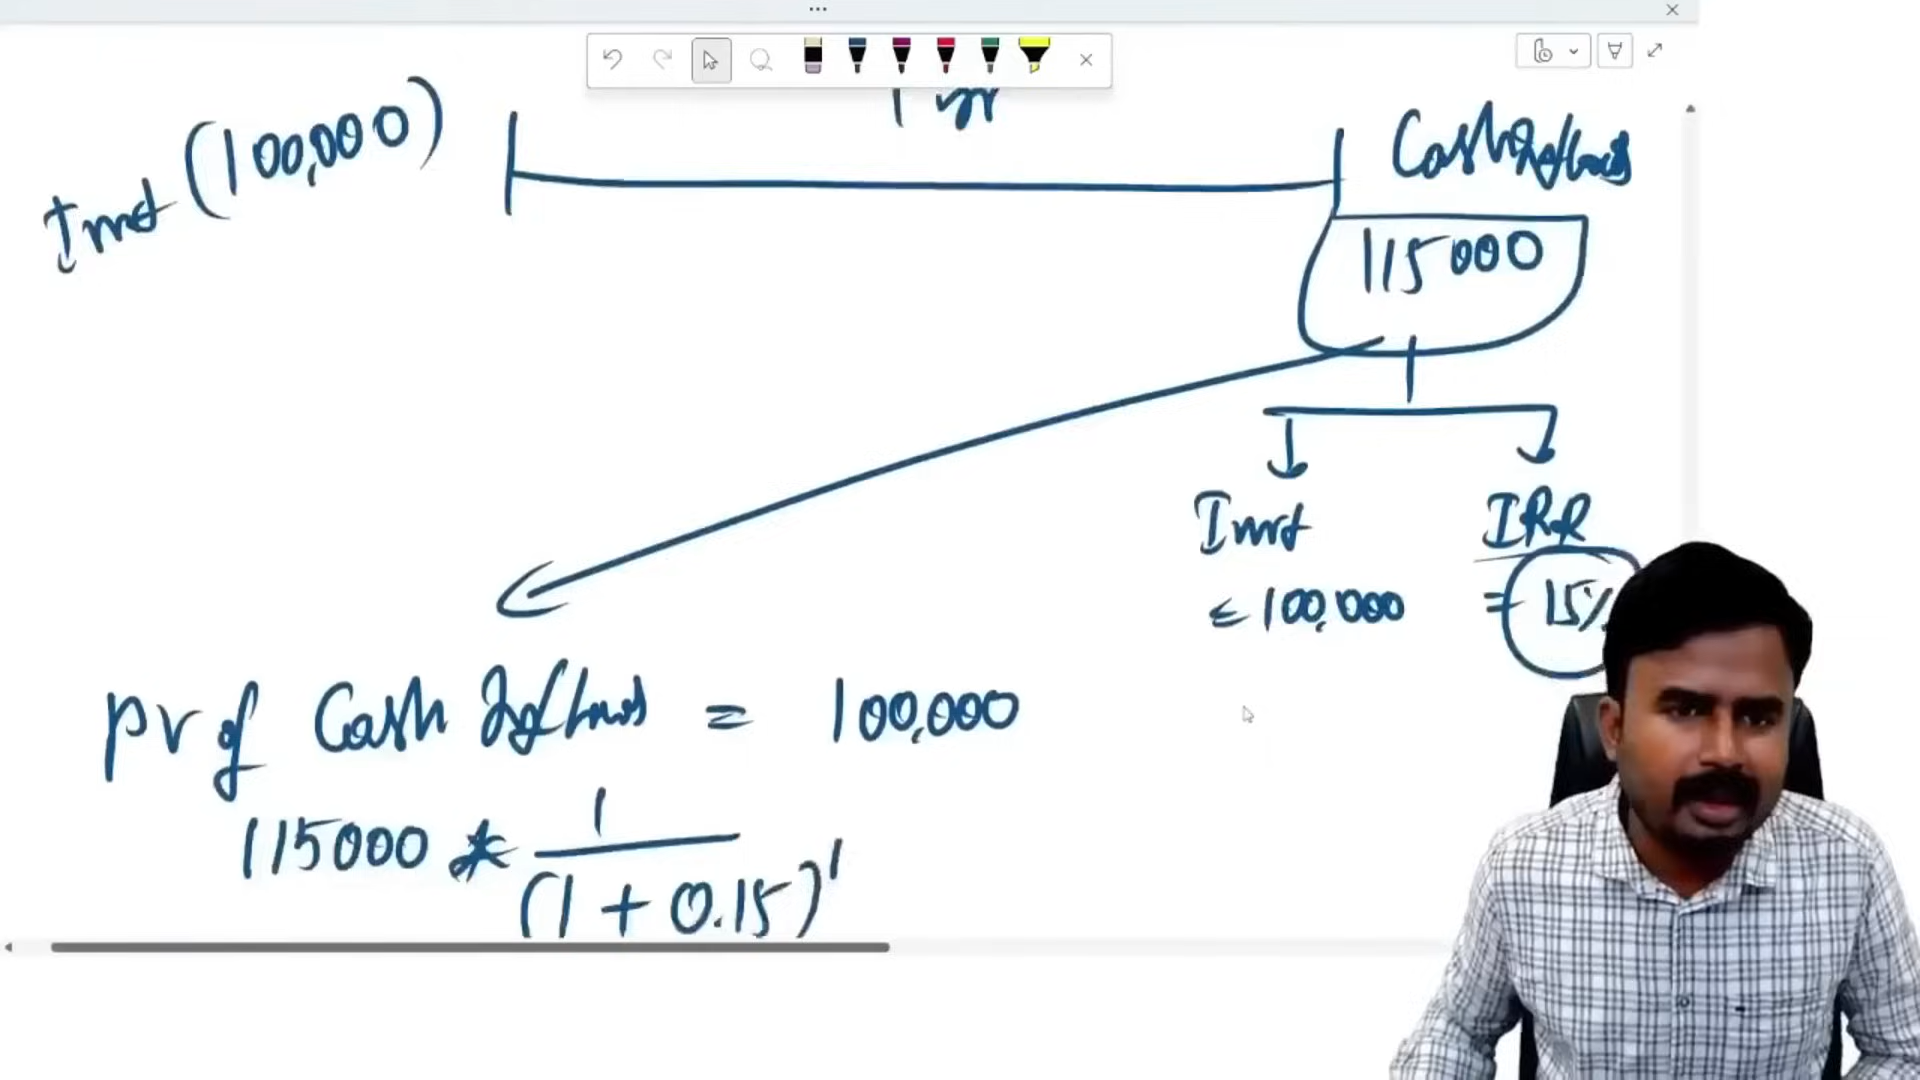 1 yr
Invt (100,000)
Cash Inflows
115000
Invt
IRR
= 100,000
= 15%
PV of Cash Inflows = 100,000
115000 * 1
(1 + 0.15)¹